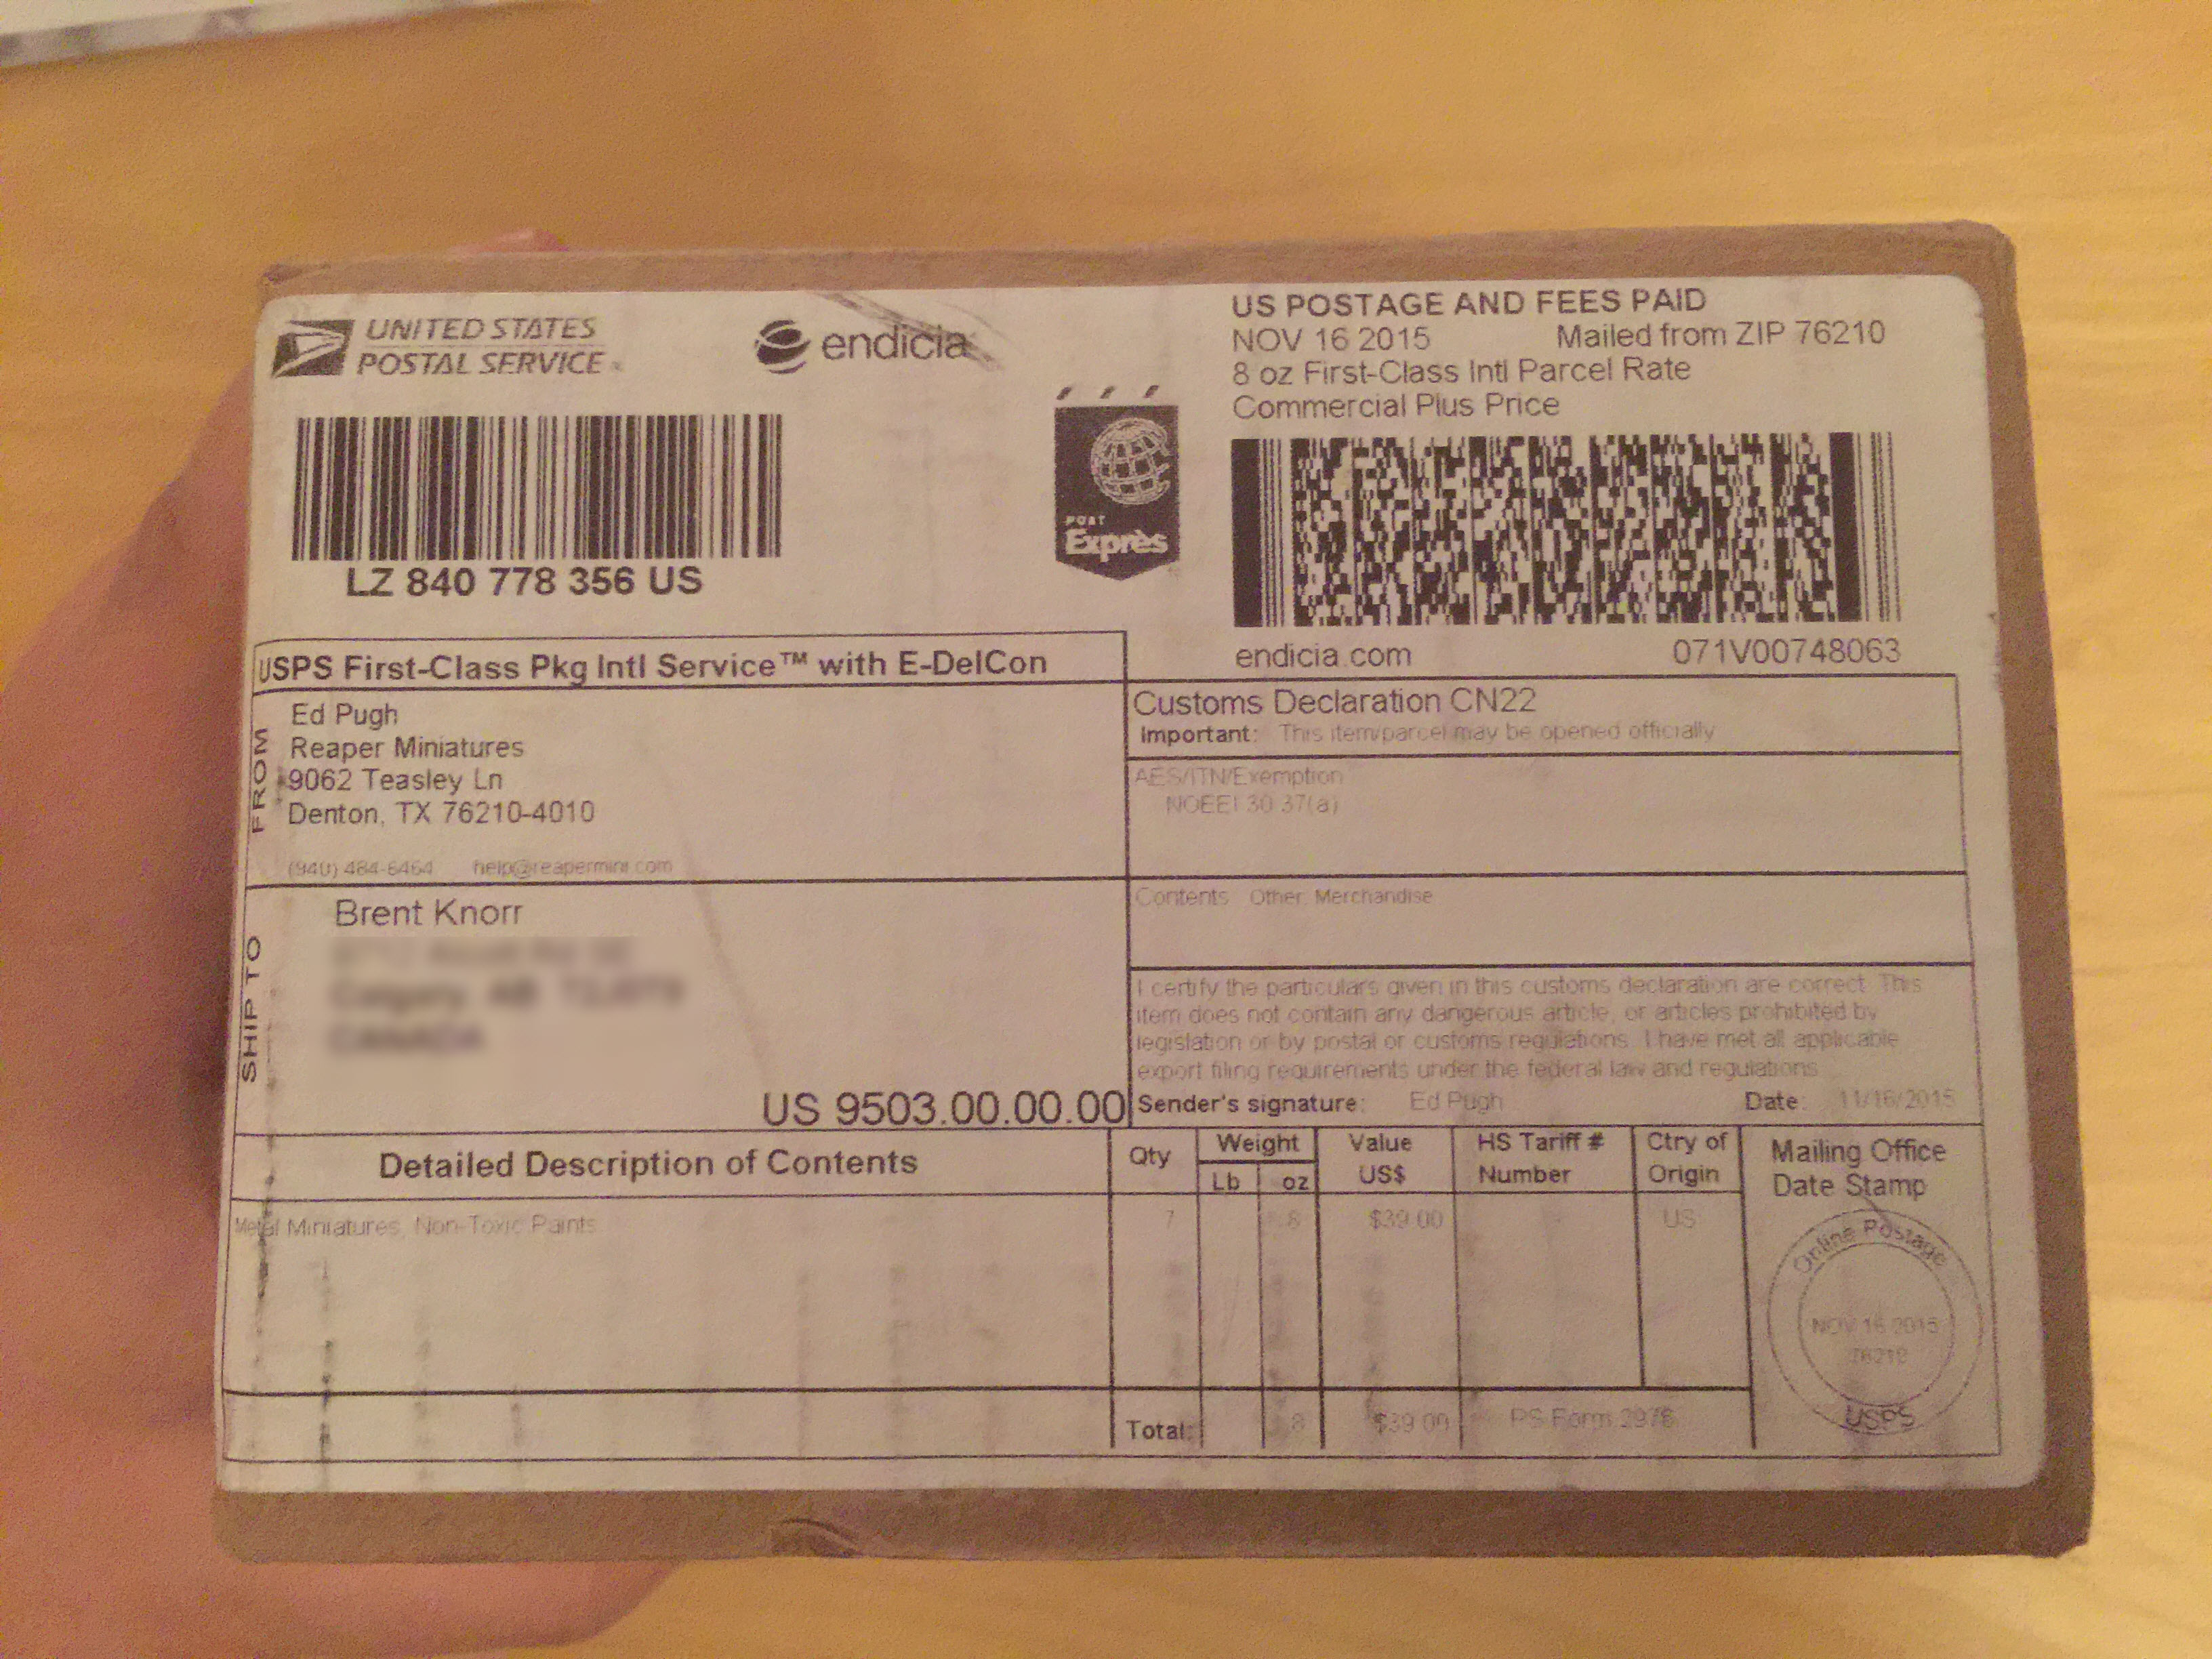 UNITED STATES
POSTAL SERVICE
endicia
US POSTAGE AND FEES PAID
NOV 16 2015 Mailed from ZIP 76210
8 oz First-Class Intl Parcel Rate
Commercial Plus Price
POST
Exprès
LZ 840 778 356 US
endicia.com 071V00748063
USPS First-Class Pkg Intl Service™ with E-DelCon
FROM
Ed Pugh
Reaper Miniatures
9062 Teasley Ln
Denton, TX 76210-4010
(940) 484-6464 help@reapermini.com
SHIP TO
Brent Knorr
US 9503.00.00.00
Customs Declaration CN22
Important: This item/parcel may be opened officially
AES/ITN/Exemption
NOEEI 30.37(a)
Contents Other: Merchandise
I certify the particulars given in this customs declaration are correct. This
item does not contain any dangerous article, or articles prohibited by
legislation or by postal or customs regulations. I have met all applicable
export filing requirements under the federal law and regulations
Sender's signature: Ed Pugh Date: 11/16/2015
Detailed Description of Contents Qty Weight Lb oz Value US$ HS Tariff # Number Ctry of Origin
Mailing Office
Date Stamp
Metal Miniatures, Non-Toxic Paints 7 8 $39.00 US
Online Postage
NOV 16 2015
76210
USPS
Total: 8 $39.00 PS Form 2976